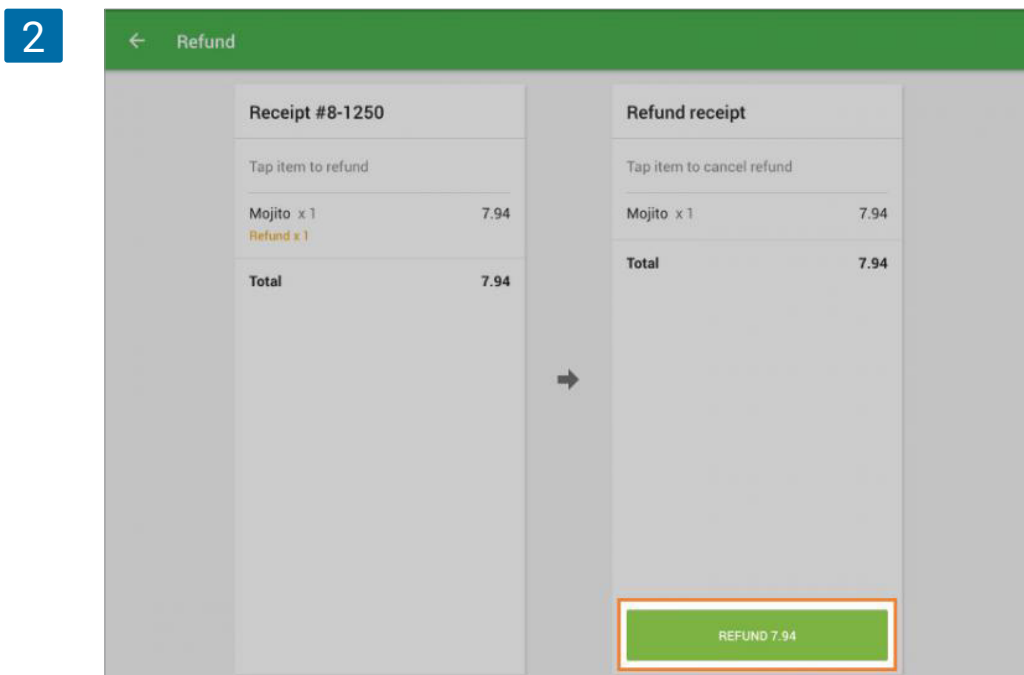 2
Refund
Receipt #8-1250
Tap item to refund
Mojito x 1 7.94
Refund x 1
Total 7.94
Refund receipt
Tap item to cancel refund
Mojito x 1 7.94
Total 7.94
REFUND 7.94